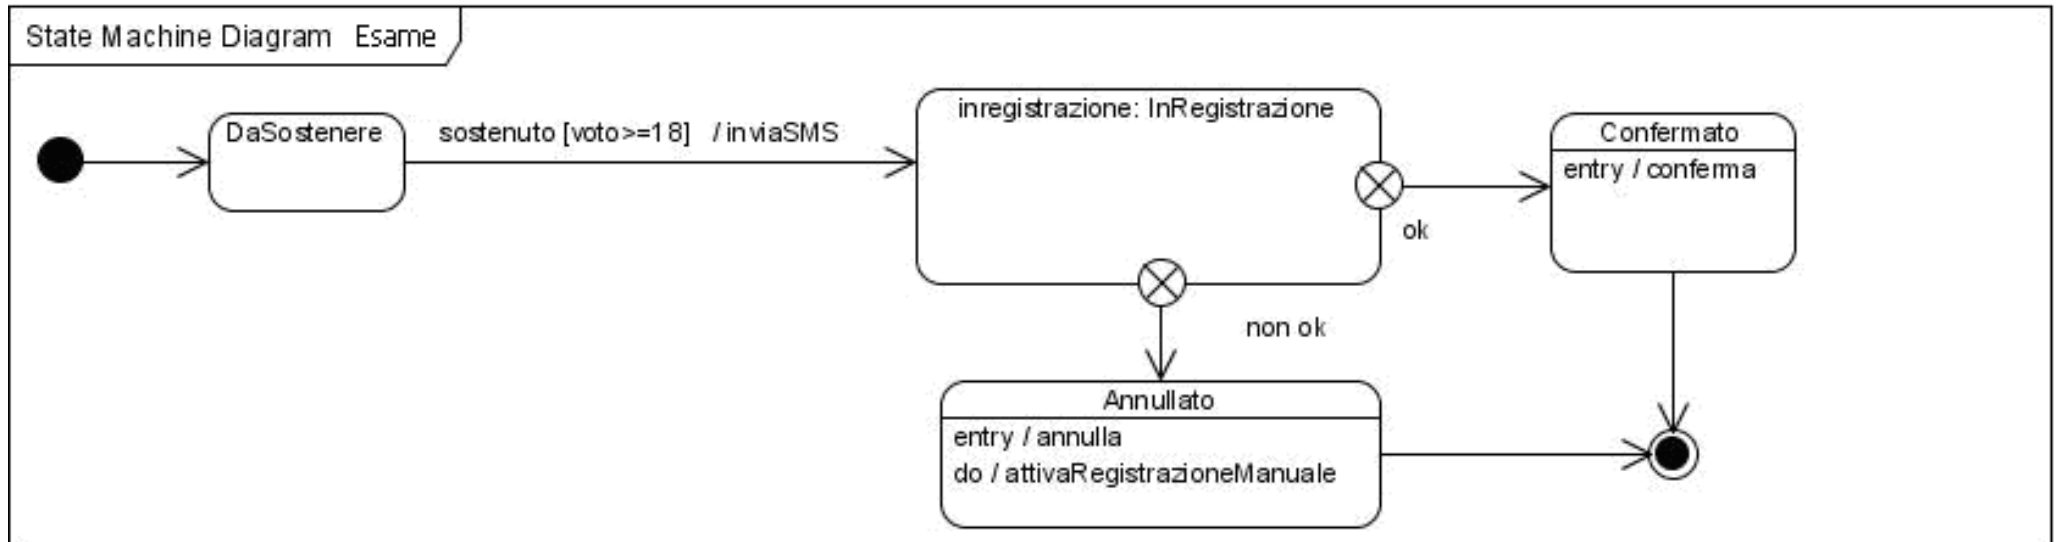 State Machine Diagram Esame
DaSostenere
sostenuto [voto>=18] / inviaSMS
inregistrazione: InRegistrazione
ok
non ok
Confermato
entry / conferma
Annullato
entry / annulla
do / attivaRegistrazioneManuale